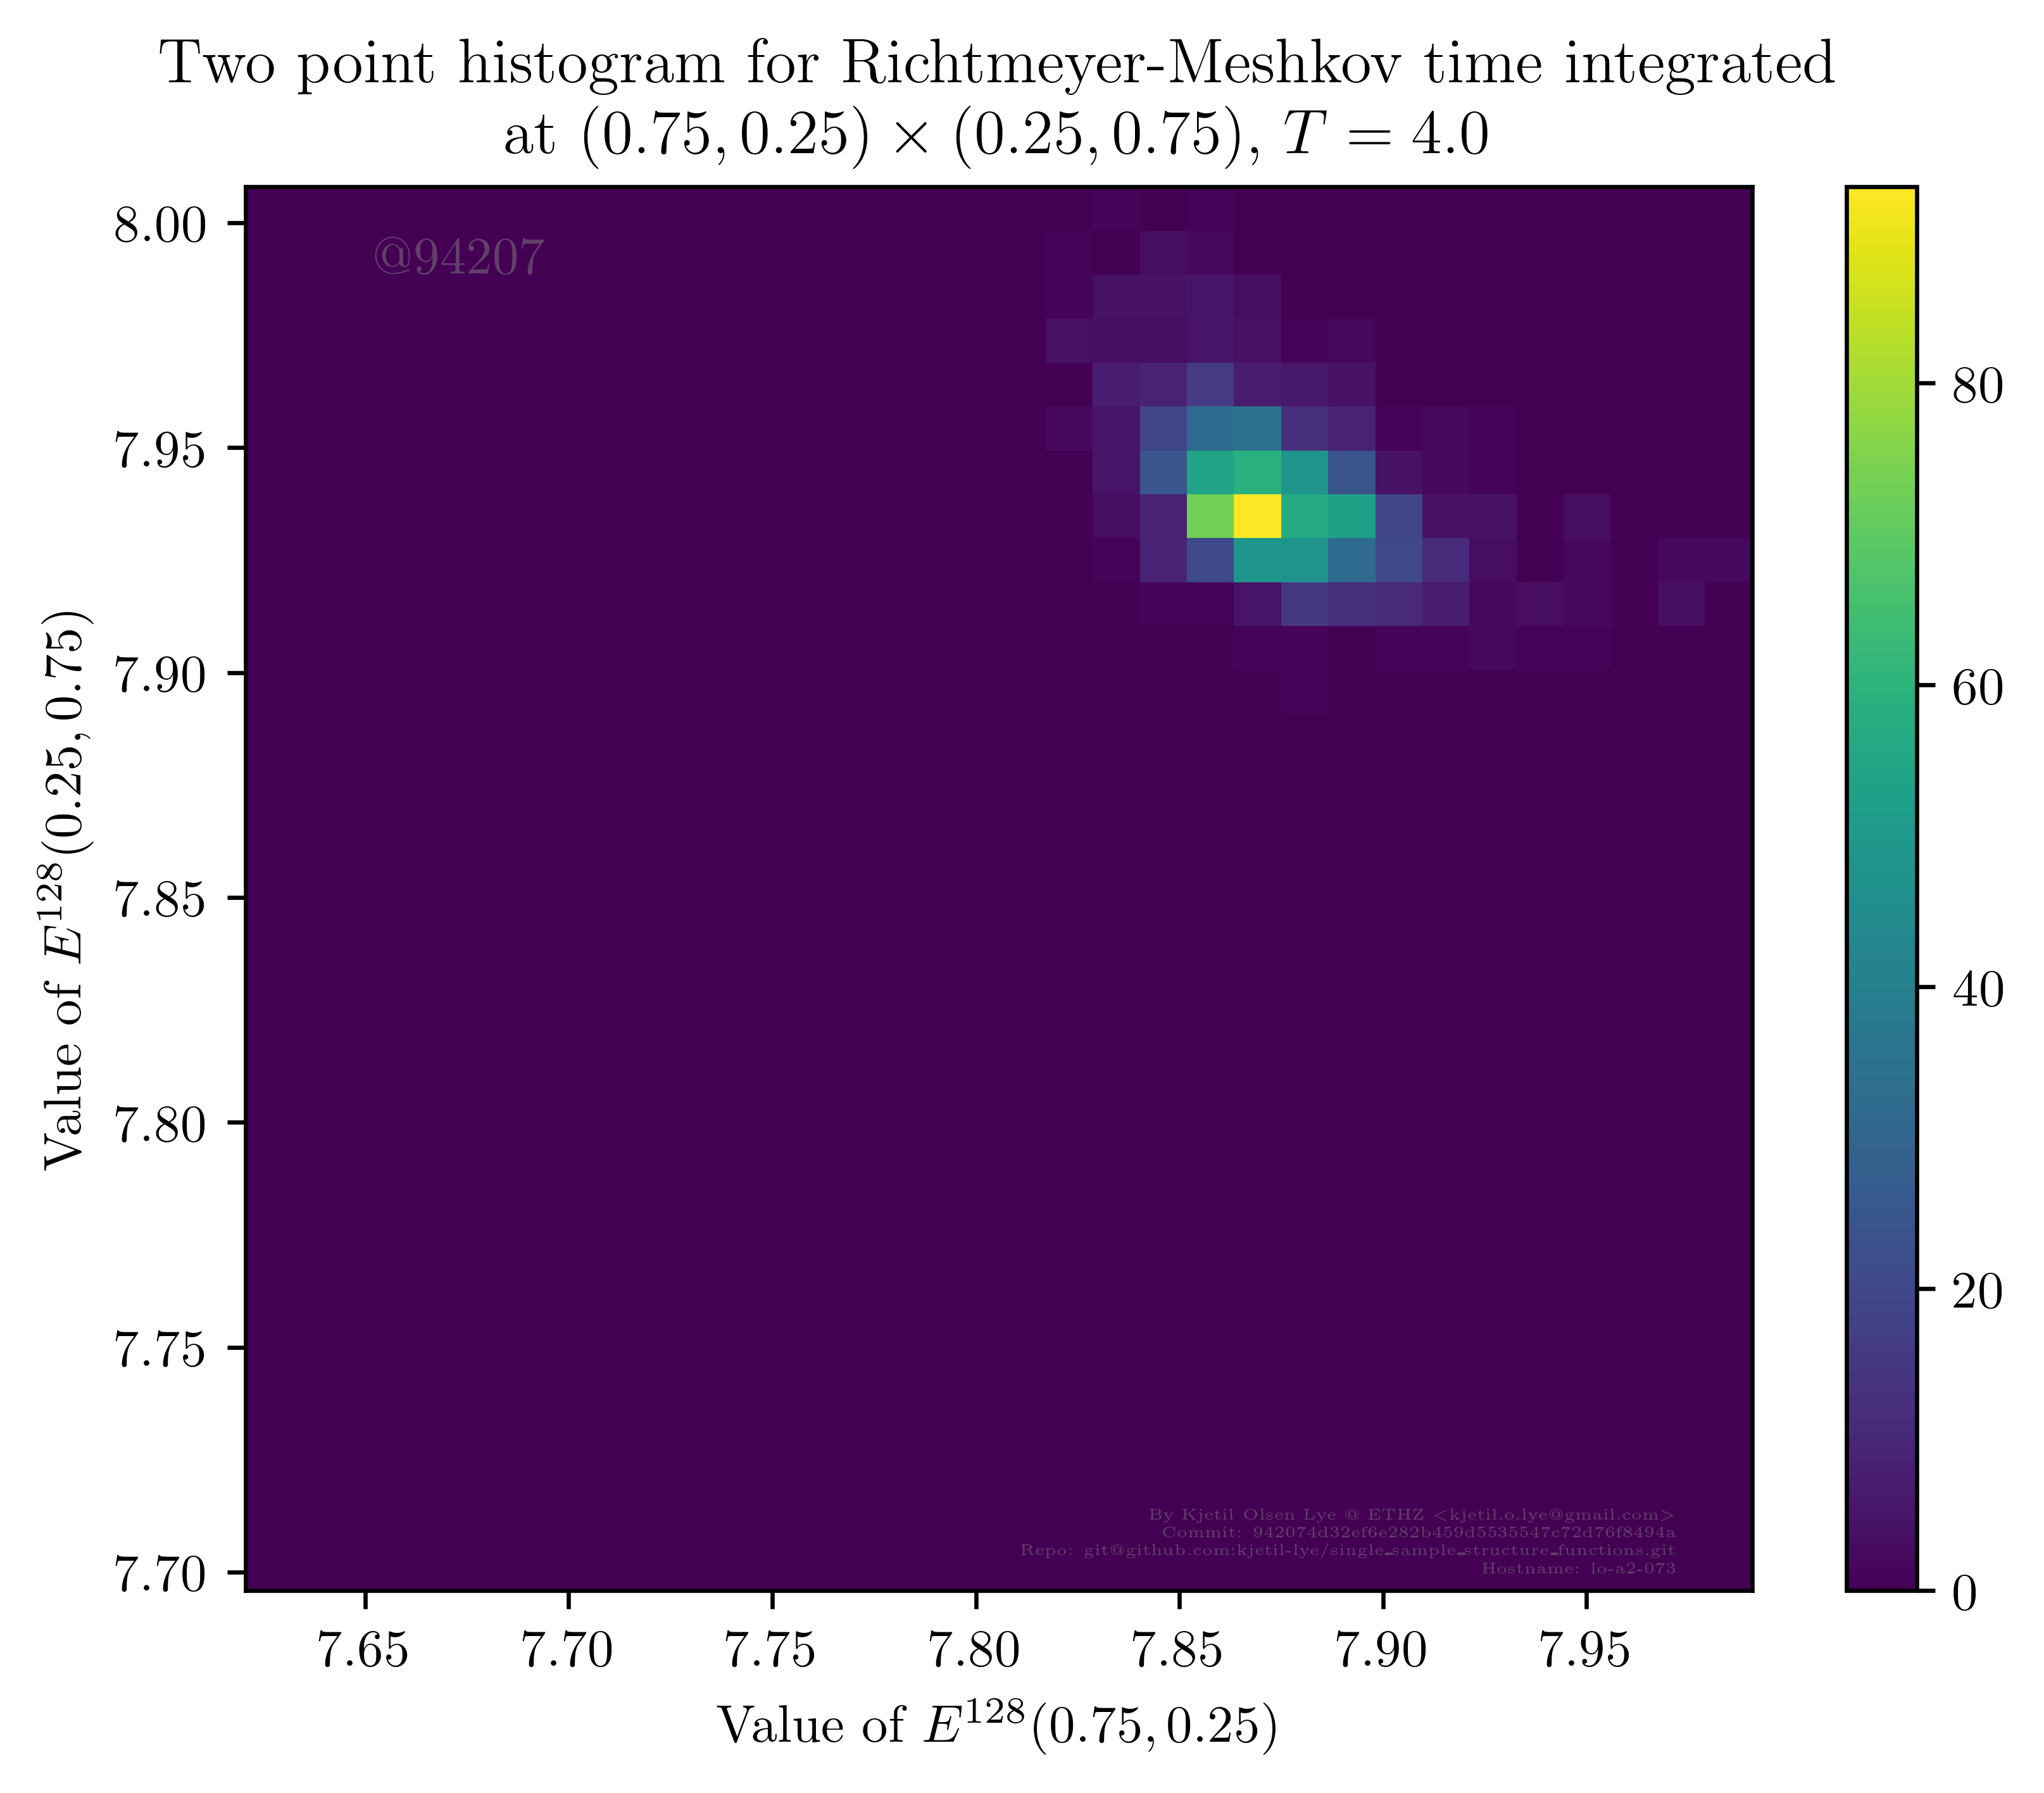 Two point histogram for Richtmeyer-Meshkov time integrated
at (0.75, 0.25) × (0.25, 0.75), T = 4.0
@94207
8.00
7.95
7.90
7.85
7.80
7.75
7.70
Value of E^128(0.25, 0.75)
7.65
7.70
7.75
7.80
7.85
7.90
7.95
Value of E^128(0.75, 0.25)
80
60
40
20
0
By Kjetil Olsen Lye @ ETHZ <kjetil.o.lye@gmail.com>
Commit: 942074d32ef6e282b459d5535547c72d76f8494a
Repo: git@github.com:kjetil-lye/single_sample_structure_functions.git
Hostname: lo-a2-073